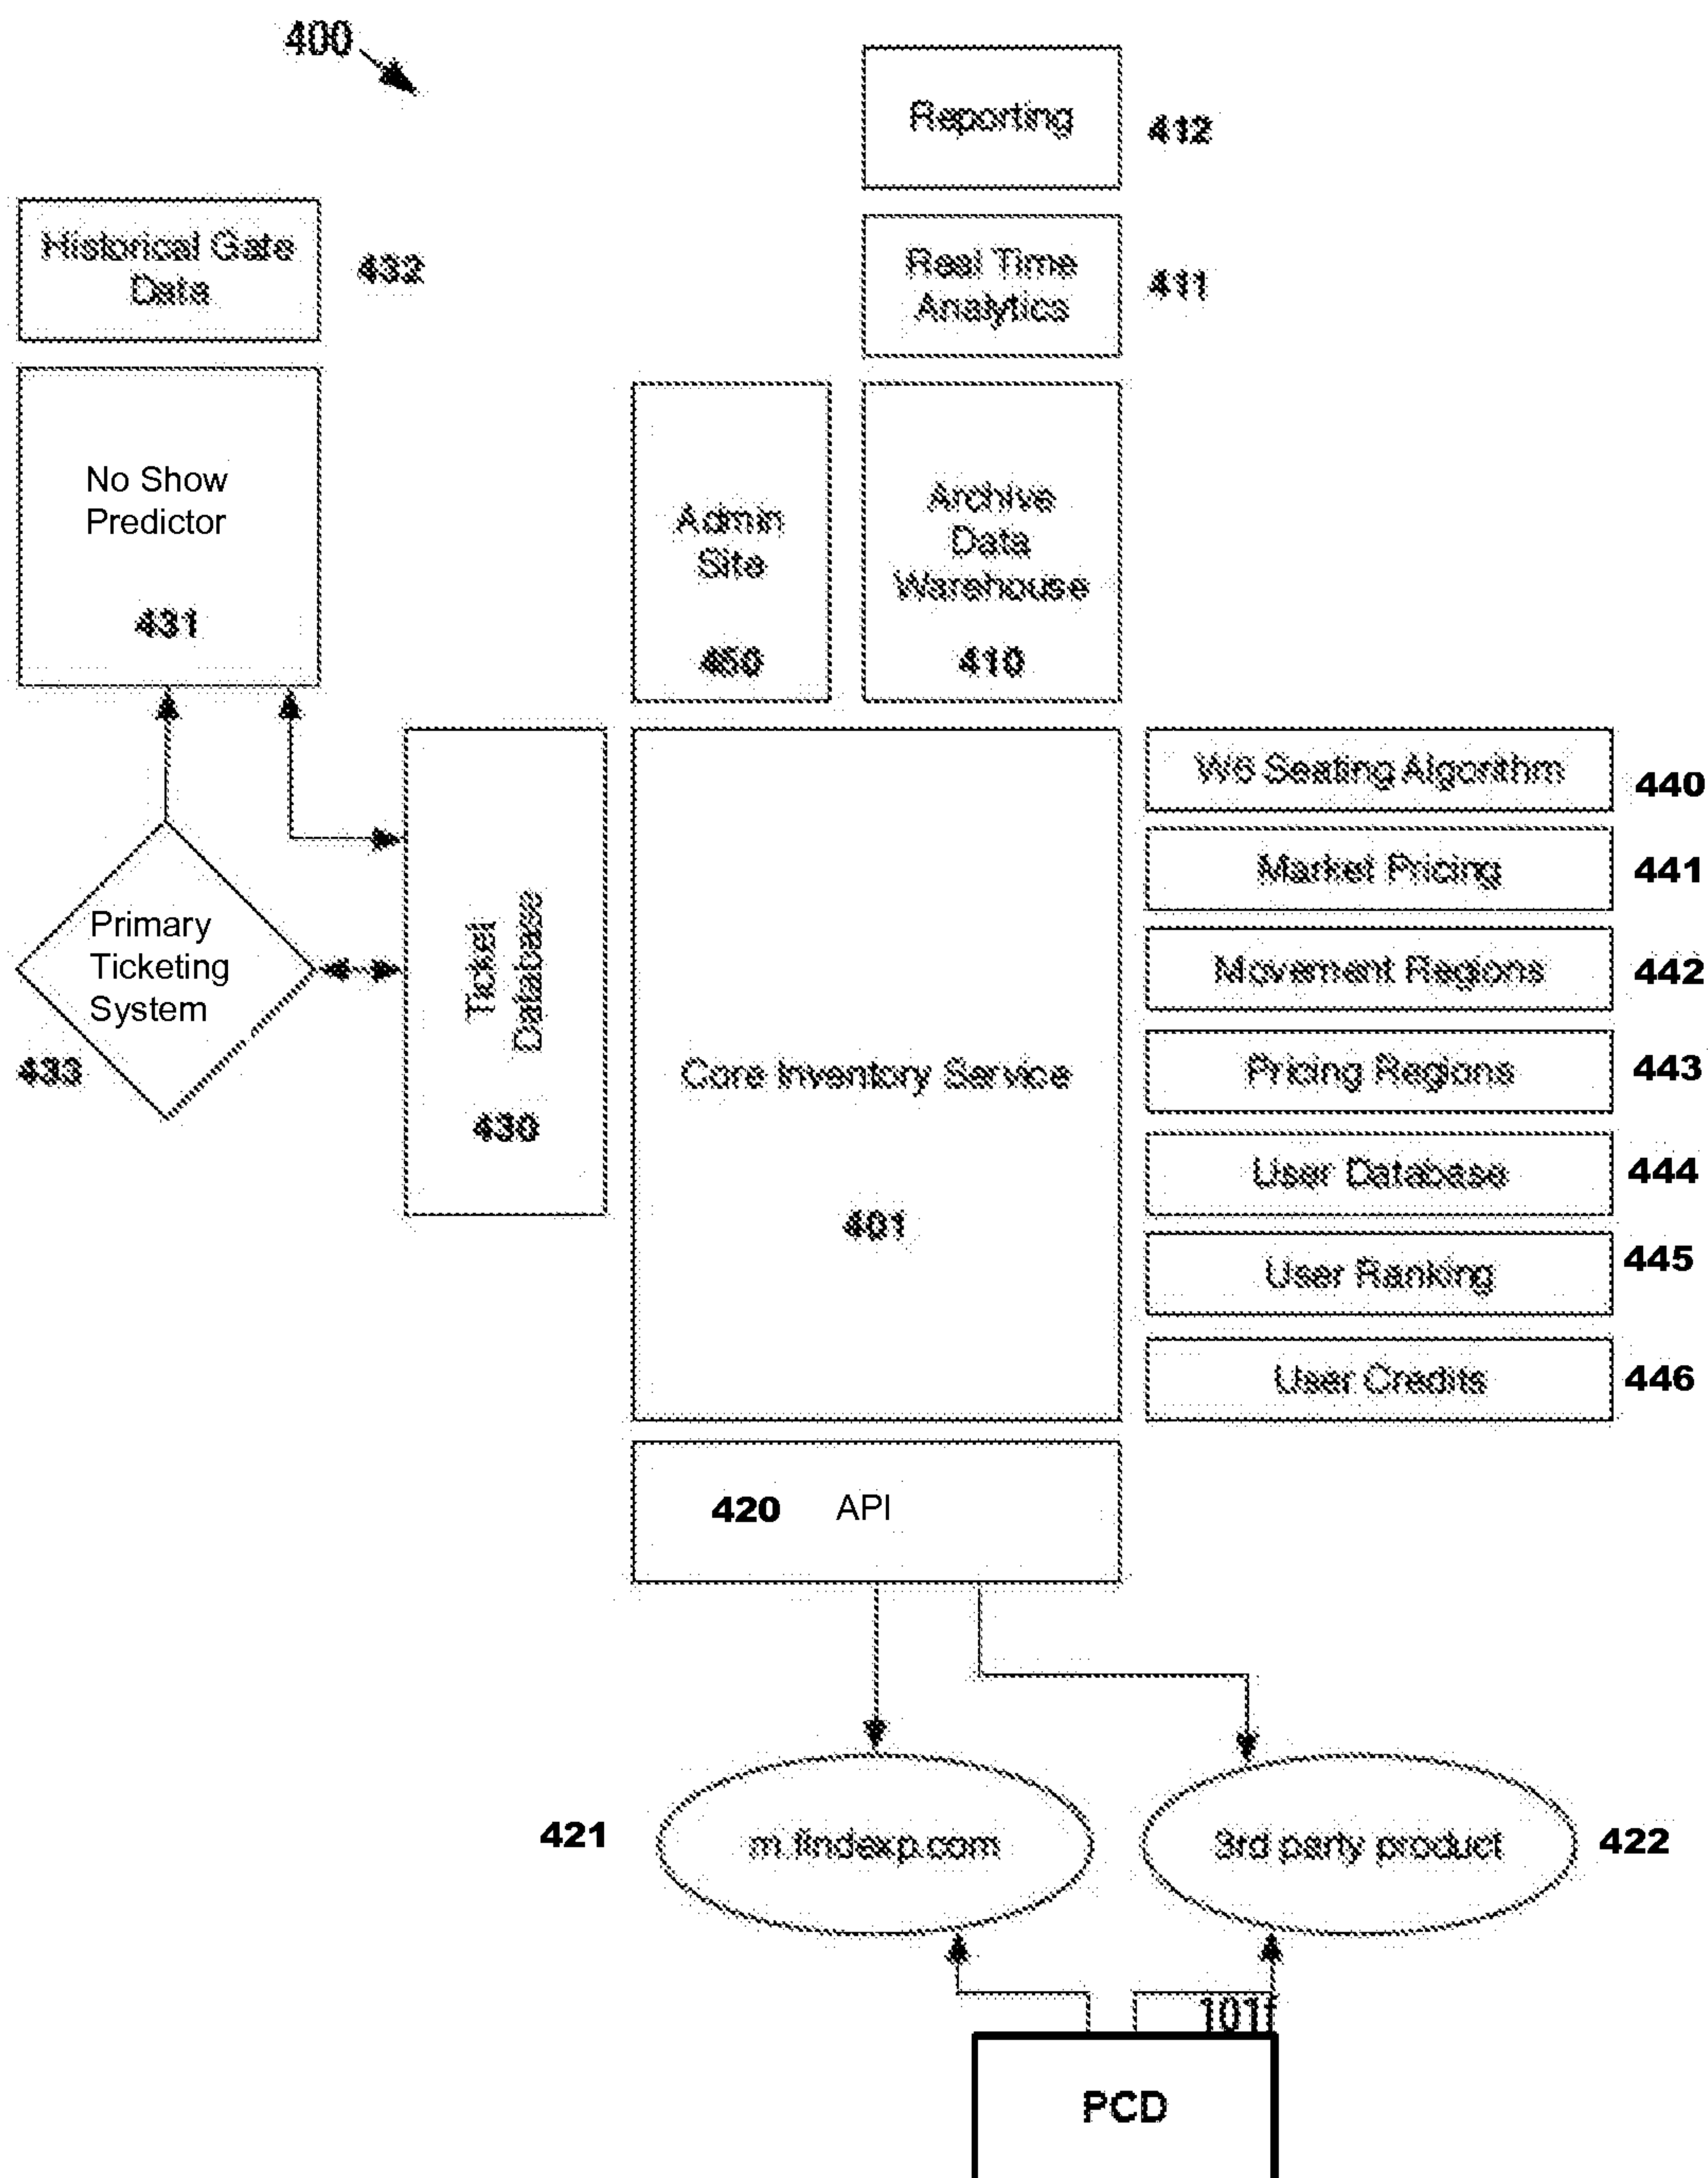 400
Reporting
412
Historical Gate
Data
432
Real Time
Analytics
411
No Show
Predictor
431
Admin
Site
450
Archive
Data
Warehouse
410
W6 Seating Algorithm
440
Market Pricing
441
Movement Regions
442
Primary
Ticketing
System
433
Ticket
Database
430
Core Inventory Service
401
Pricing Regions
443
User Database
444
User Ranking
445
User Credits
446
420 API
421
m.findexp.com
3rd party product
422
101f
PCD